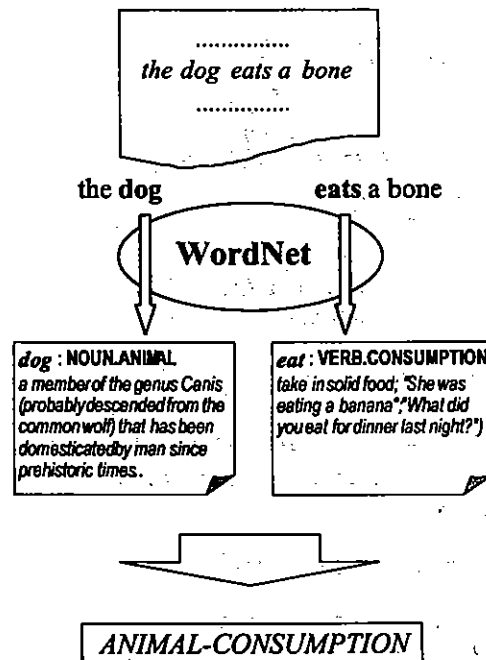 the dog eats a bone
the dog
eats a bone
WordNet
dog : NOUN.ANIMAL
a member of the genus Canis
(probably descended from the
common wolf) that has been
domesticated by man since
prehistoric times.
eat : VERB.CONSUMPTION
take in solid food; "She was
eating a banana";"What did
you eat for dinner last night?")
ANIMAL-CONSUMPTION